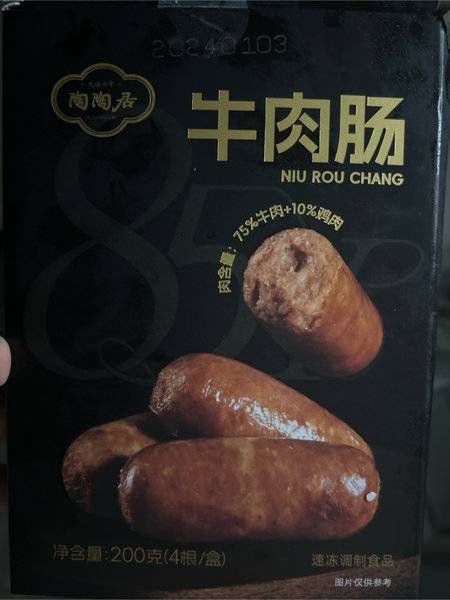 20240103
陶陶居
牛肉肠
NIU ROU CHANG
肉含量：75%牛肉+10%鸡肉
85
净含量:200克(4根/盒)
速冻调制食品
图片仅供参考